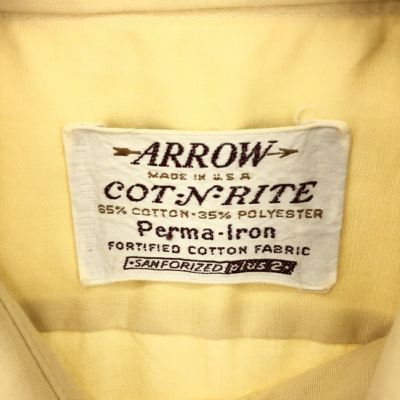 ARROW
MADE IN U.S.A
COT-N-RITE
65% COTTON-35% POLYESTER
Perma-Iron
FORTIFIED COTTON FABRIC
SANFORIZED plus 2